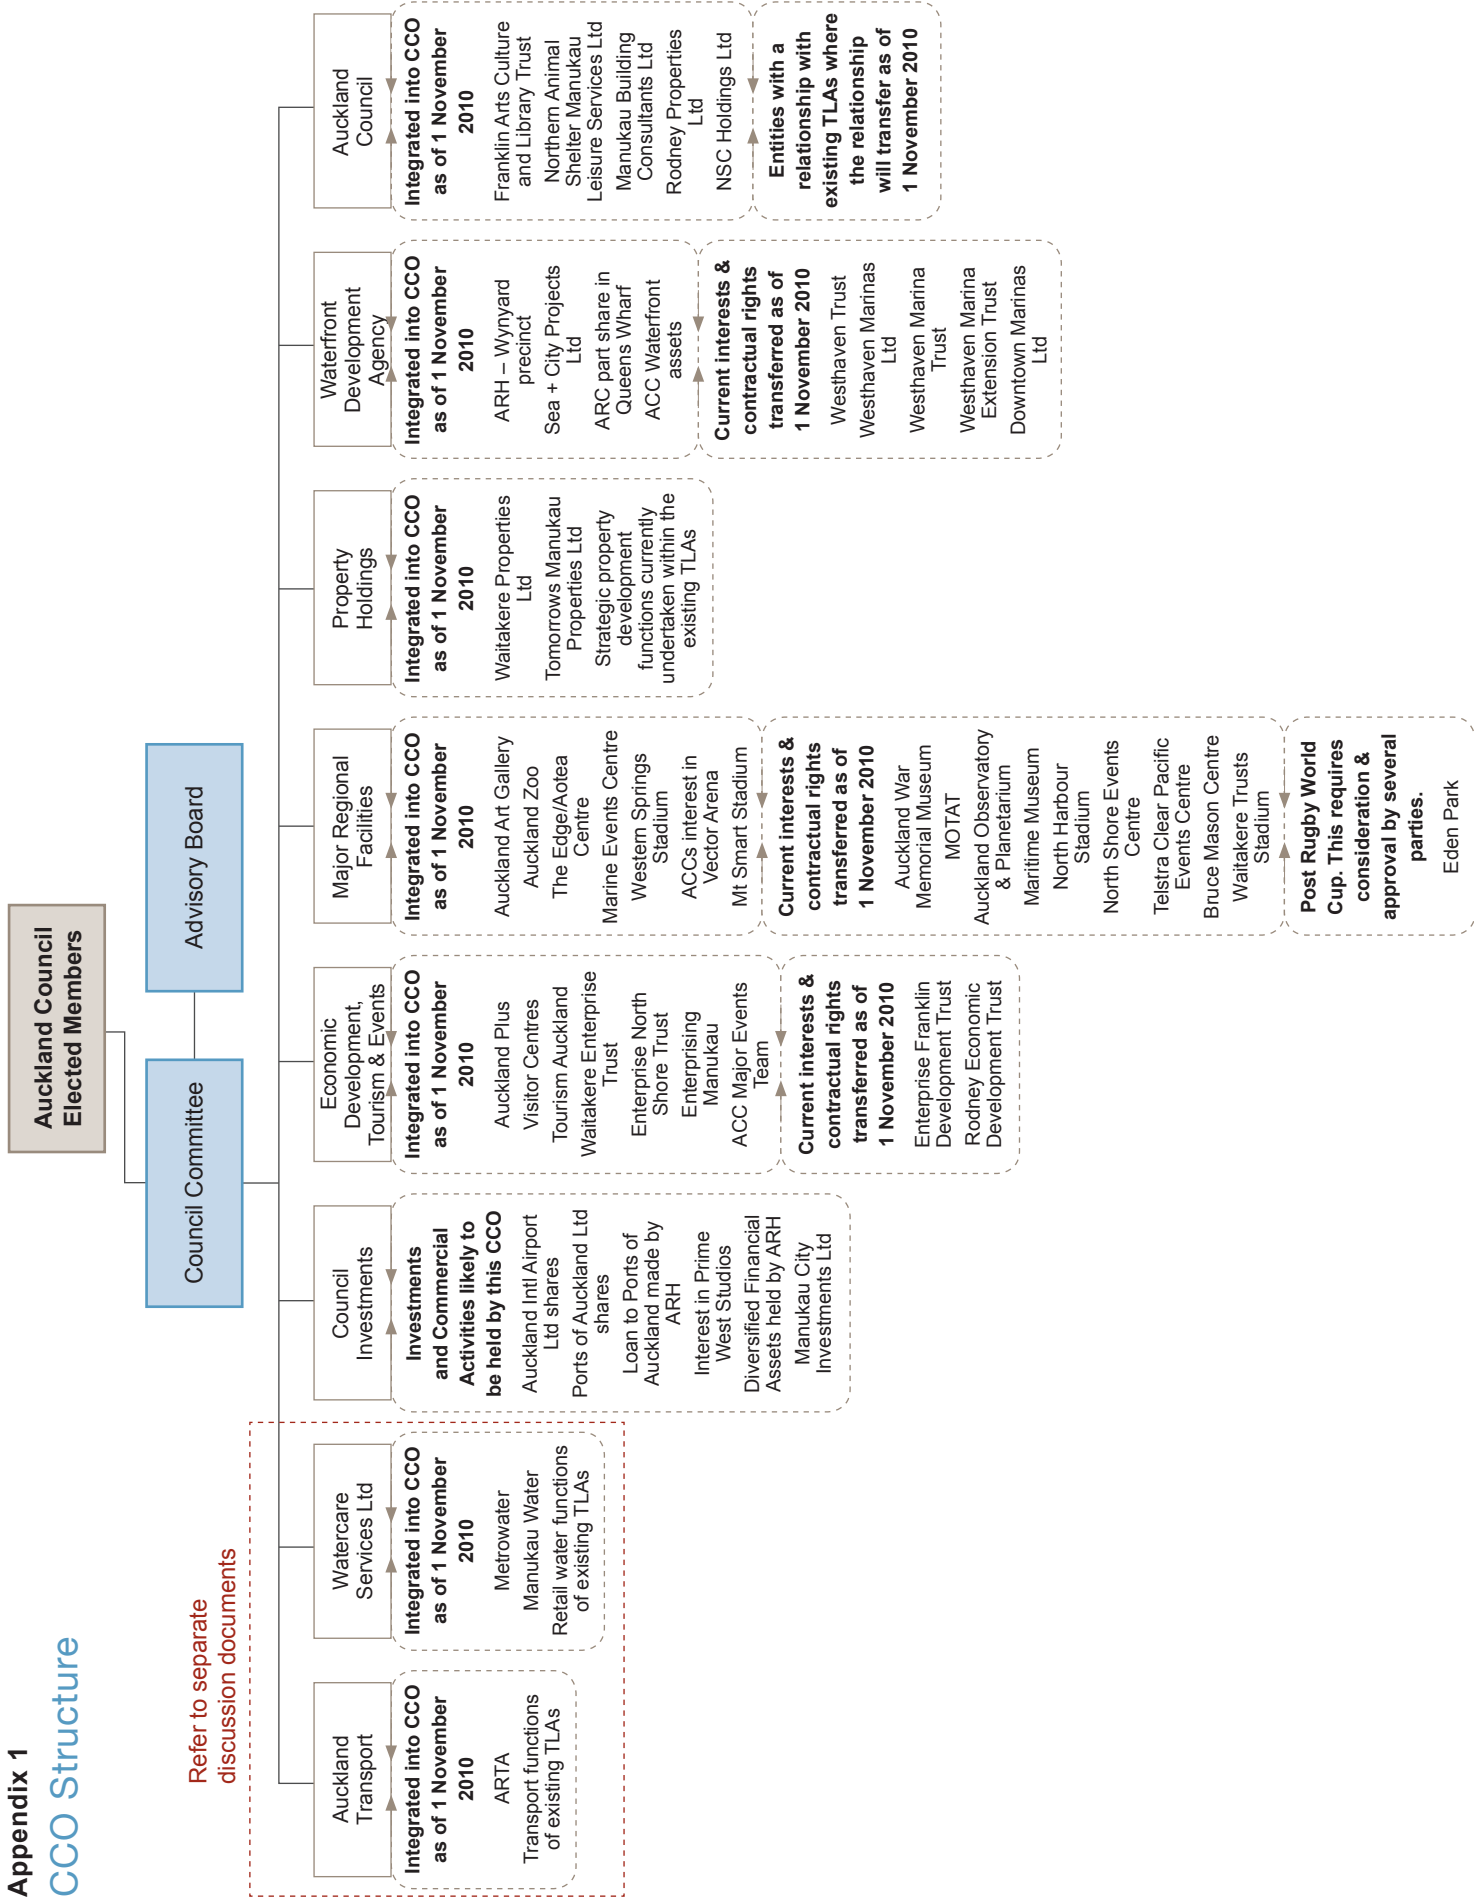 Appendix 1
CCO Structure
Auckland Council
Elected Members
Council Committee
Advisory Board
Refer to separate
discussion documents
Auckland
Transport
Integrated into CCO
as of 1 November
2010
ARTA
Transport functions
of existing TLAs
Watercare
Services Ltd
Integrated into CCO
as of 1 November
2010
Metrowater
Manukau Water
Retail water functions
of existing TLAs
Council
Investments
Investments
and Commercial
Activities likely to
be held by this CCO
Auckland Intl Airport
Ltd shares
Ports of Auckland Ltd
shares
Loan to Ports of
Auckland made by
ARH
Interest in Prime
West Studios
Diversified Financial
Assets held by ARH
Manukau City
Investments Ltd
Economic
Development,
Tourism & Events
Integrated into CCO
as of 1 November
2010
Auckland Plus
Visitor Centres
Tourism Auckland
Waitakere Enterprise
Trust
Enterprise North
Shore Trust
Enterprising
Manukau
ACC Major Events
Team
Current interests &
contractual rights
transferred as of
1 November 2010
Enterprise Franklin
Development Trust
Rodney Economic
Development Trust
Major Regional
Facilities
Integrated into CCO
as of 1 November
2010
Auckland Art Gallery
Auckland Zoo
The Edge/Aotea
Centre
Marine Events Centre
Western Springs
Stadium
ACCs interest in
Vector Arena
Mt Smart Stadium
Current interests &
contractual rights
transferred as of
1 November 2010
Auckland War
Memorial Museum
MOTAT
Auckland Observatory
& Planetarium
Maritime Museum
North Harbour
Stadium
North Shore Events
Centre
Telstra Clear Pacific
Events Centre
Bruce Mason Centre
Waitakere Trusts
Stadium
Post Rugby World
Cup. This requires
consideration &
approval by several
parties.
Eden Park
Property
Holdings
Integrated into CCO
as of 1 November
2010
Waitakere Properties
Ltd
Tomorrows Manukau
Properties Ltd
Strategic property
development
functions currently
undertaken within the
existing TLAs
Waterfront
Development
Agency
Integrated into CCO
as of 1 November
2010
ARH – Wynyard
precinct
Sea + City Projects
Ltd
ARC part share in
Queens Wharf
ACC Waterfront
assets
Current interests &
contractual rights
transferred as of
1 November 2010
Westhaven Trust
Westhaven Marinas
Ltd
Westhaven Marina
Trust
Westhaven Marina
Extension Trust
Downtown Marinas
Ltd
Auckland
Council
Integrated into CCO
as of 1 November
2010
Franklin Arts Culture
and Library Trust
Northern Animal
Shelter Manukau
Leisure Services Ltd
Manukau Building
Consultants Ltd
Rodney Properties
Ltd
NSC Holdings Ltd
Entities with a
relationship with
existing TLAs where
the relationship
will transfer as of
1 November 2010